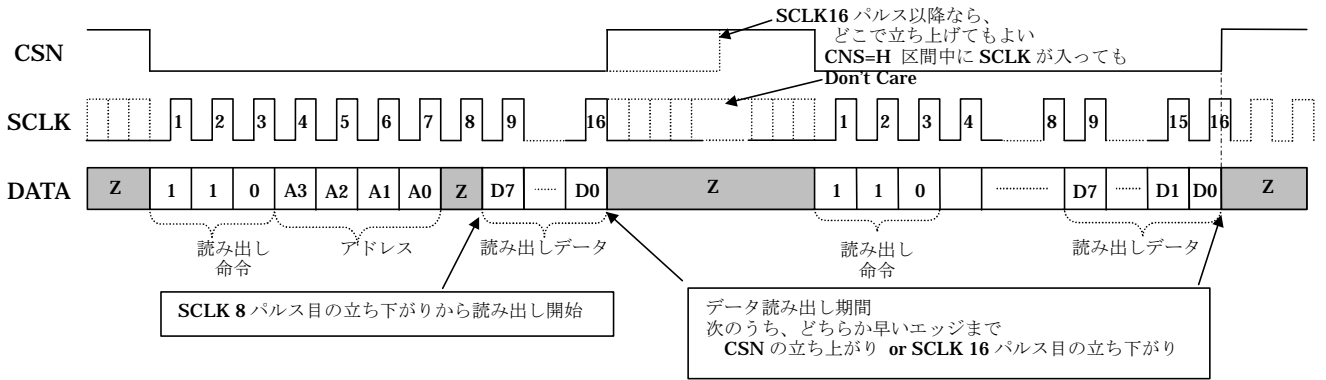 SCLK16 パルス以降なら、
どこで立ち上げてもよい
CNS=H 区間中に SCLK が入っても
Don't Care
CSN
SCLK
1 2 3 4 5 6 7 8 9 16 1 2 3 4 8 9 15 16
DATA
Z 1 1 0 A3 A2 A1 A0 Z D7 ...... D0 Z 1 1 0 .............. D7 ...... D1 D0 Z
読み出し
命令
アドレス
読み出しデータ
読み出し
命令
読み出しデータ
SCLK 8 パルス目の立ち下がりから読み出し開始
データ読み出し期間
次のうち、どちらか早いエッジまで
CSN の立ち上がり or SCLK 16 パルス目の立ち下がり